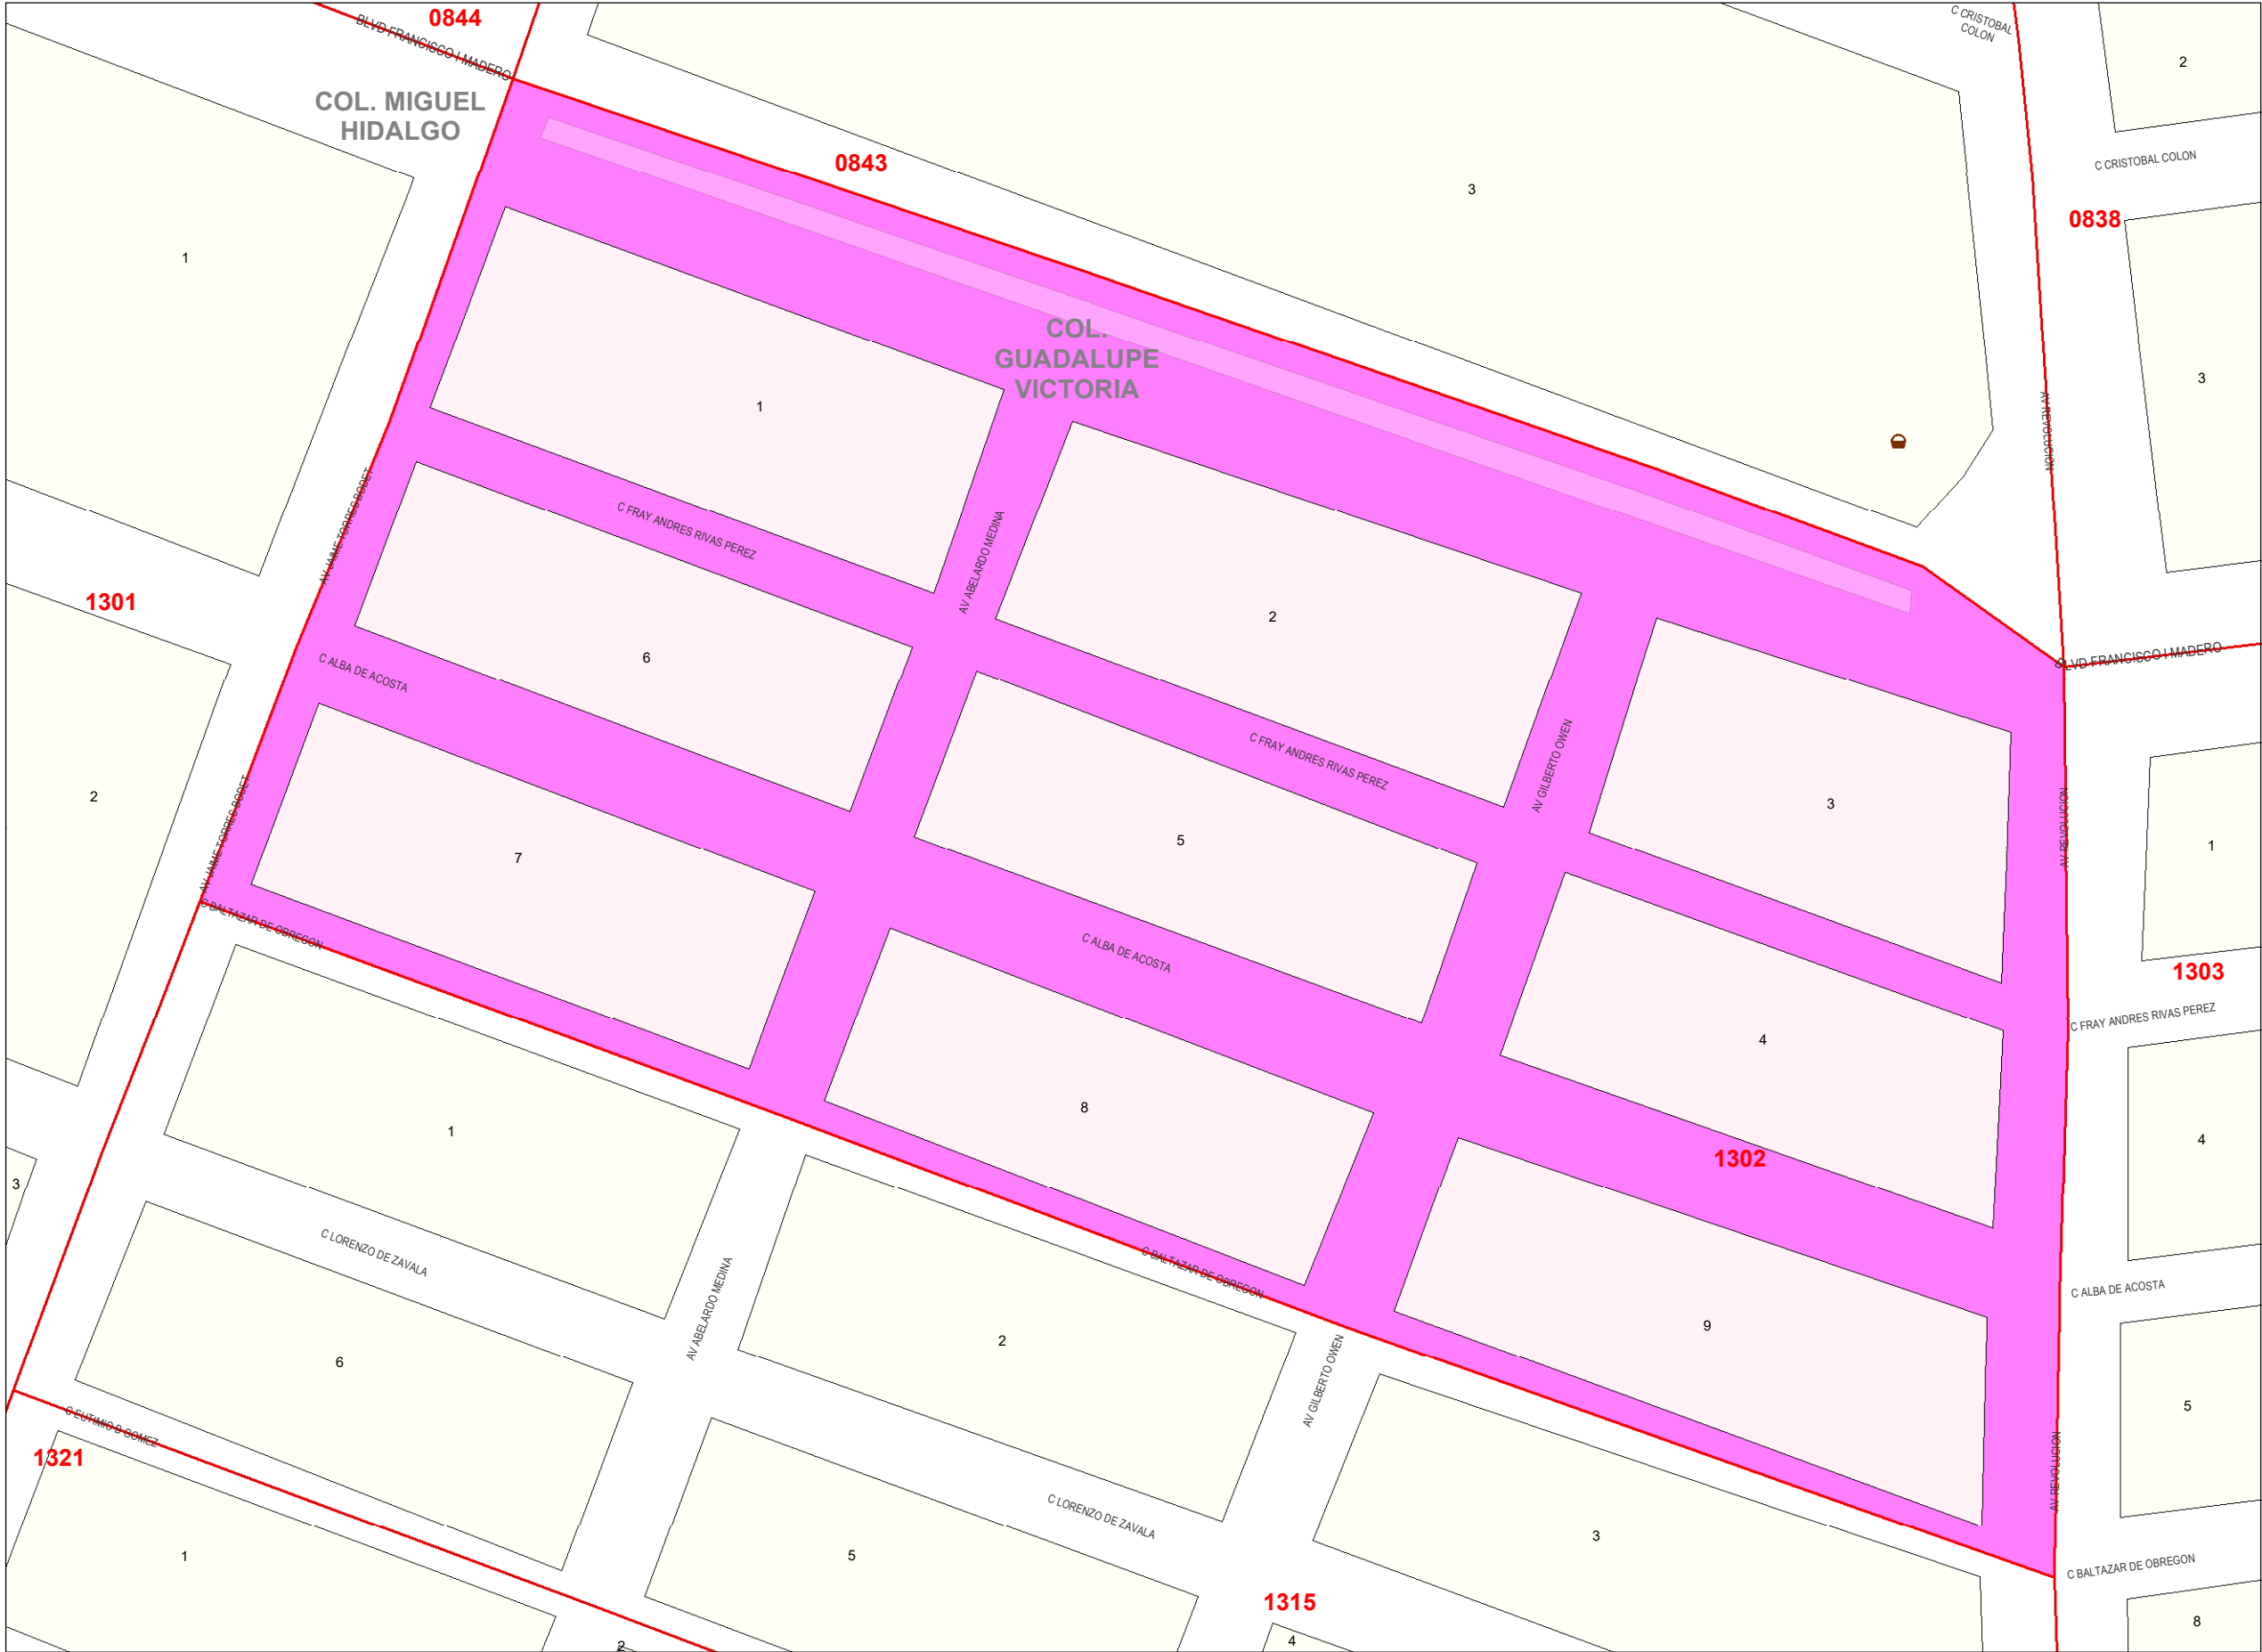 0844
BLVD FRANCISCO I MADERO
C CRISTOBAL
COLON
2
COL. MIGUEL
HIDALGO
0843
C CRISTOBAL COLON
3
0838
1
COL.
GUADALUPE
VICTORIA
3
1
AV REVOLUCION
AV JAIME TORRES BODET
C FRAY ANDRES RIVAS PEREZ
AV ABELARDO MEDINA
1301
2
6
C ALBA DE ACOSTA
BLVD FRANCISCO I MADERO
C FRAY ANDRES RIVAS PEREZ
AV GILBERTO OWEN
2
3
AV REVOLUCION
AV JAIME TORRES BODET
5
1
7
C BALTAZAR DE OBREGON
C ALBA DE ACOSTA
1303
C FRAY ANDRES RIVAS PEREZ
4
8
1
4
1302
3
C LORENZO DE ZAVALA
C BALTAZAR DE OBREGON
C ALBA DE ACOSTA
AV ABELARDO MEDINA
9
2
6
AV GILBERTO OWEN
5
C EUTIMIO B GOMEZ
1321
AV REVOLUCION
C LORENZO DE ZAVALA
3
1
5
C BALTAZAR DE OBREGON
1315
8
4
2